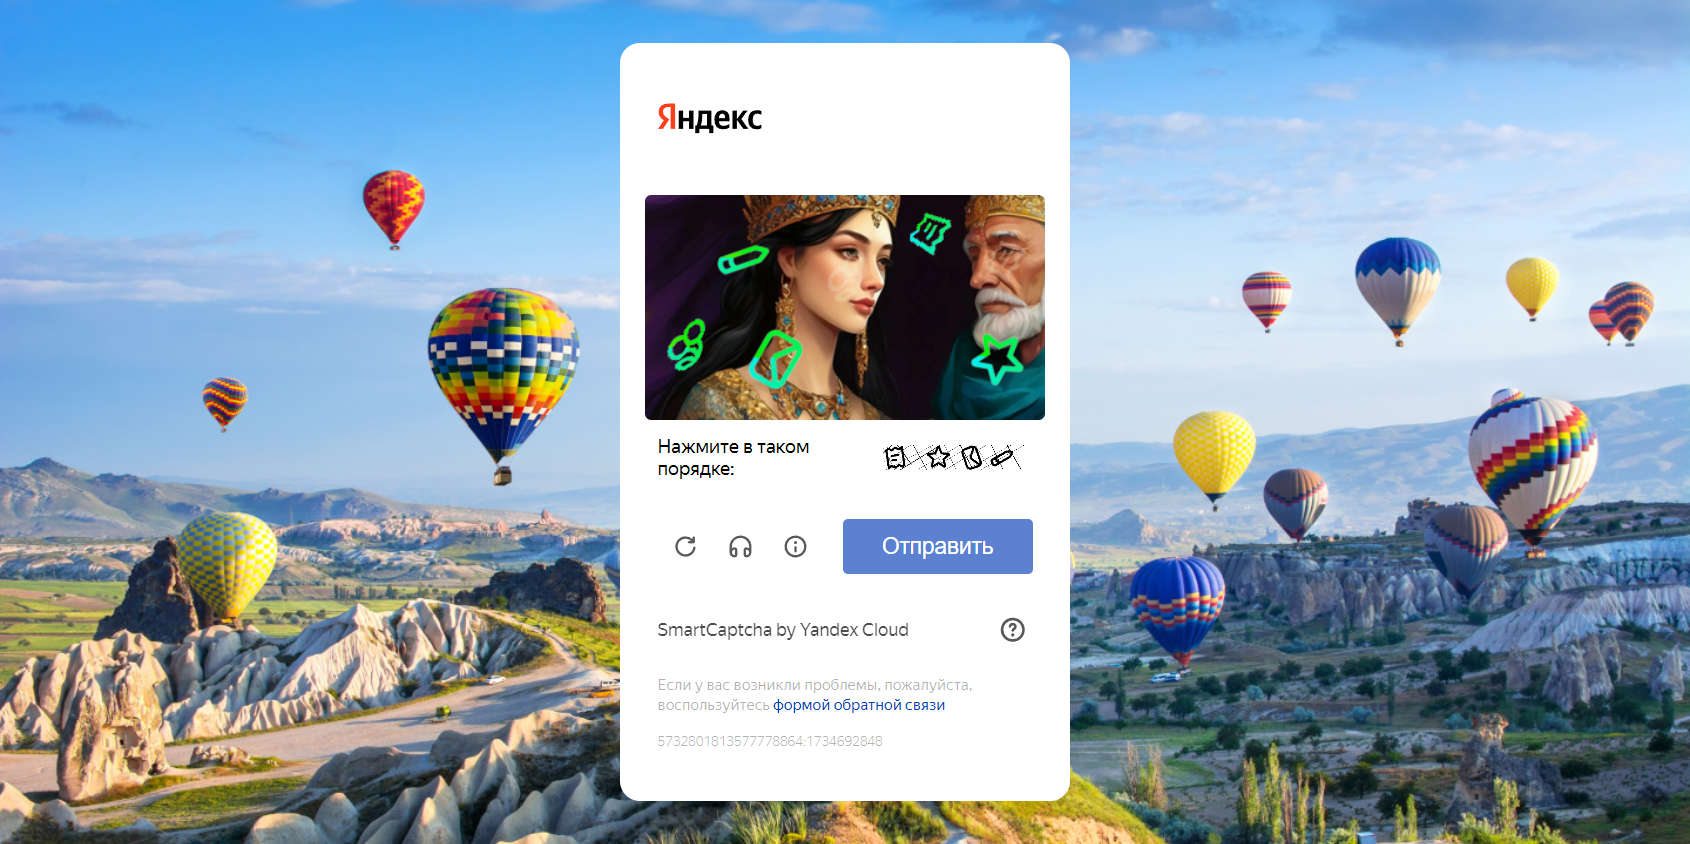 Яндекс
Нажмите в таком
порядке:
Отправить
SmartCaptcha by Yandex Cloud
Если у вас возникли проблемы, пожалуйста,
воспользуйтесь формой обратной связи
5732801813577778864:1734692848